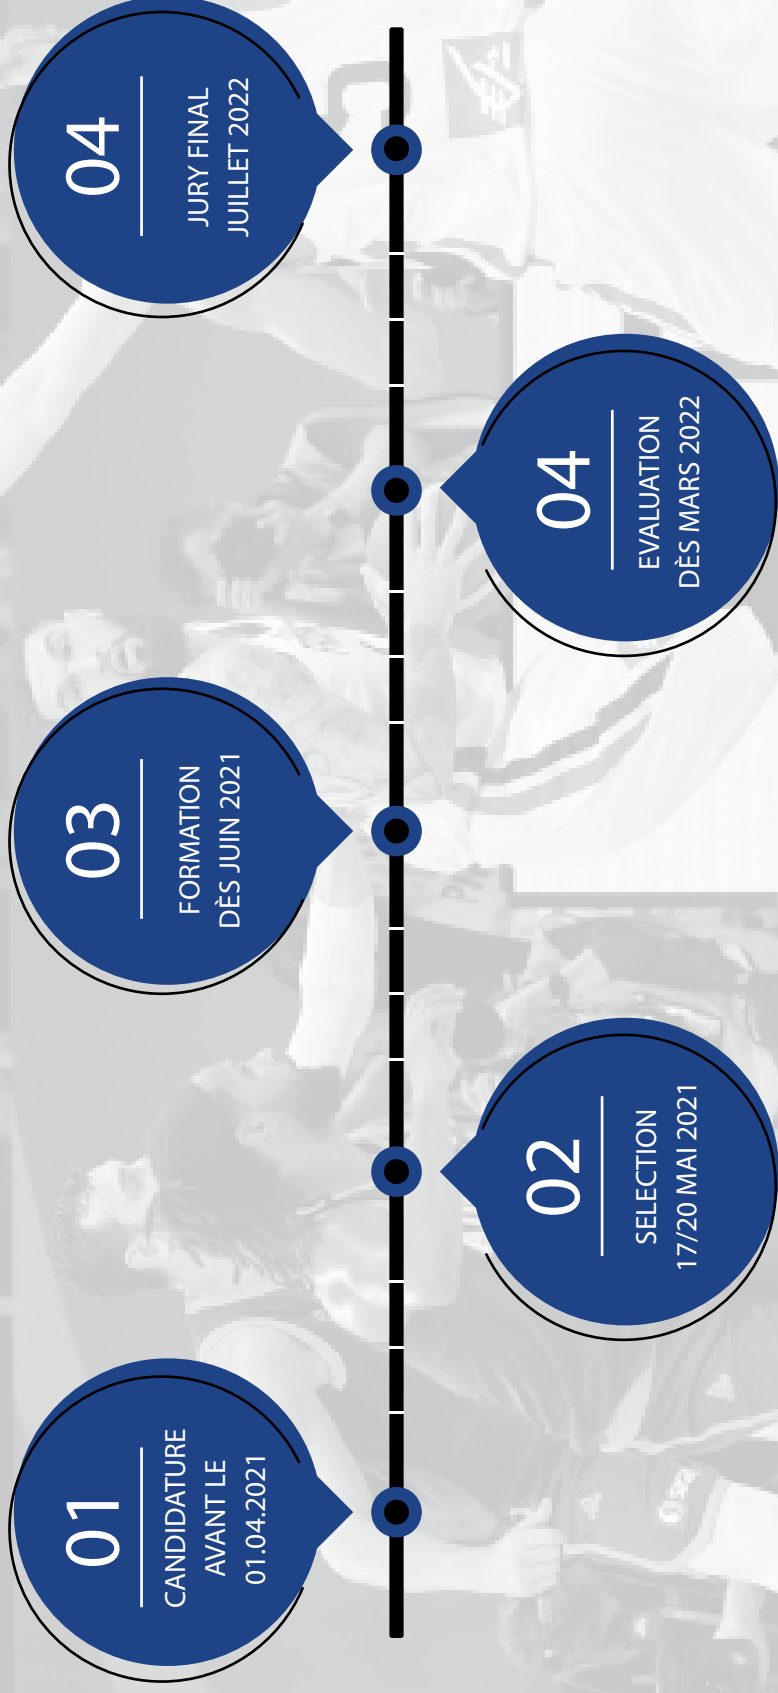 01
CANDIDATURE
AVANT LE
01.04.2021
02
SELECTION
17/20 MAI 2021
03
FORMATION
DÈS JUIN 2021
04
EVALUATION
DÈS MARS 2022
04
JURY FINAL
JUILLET 2022